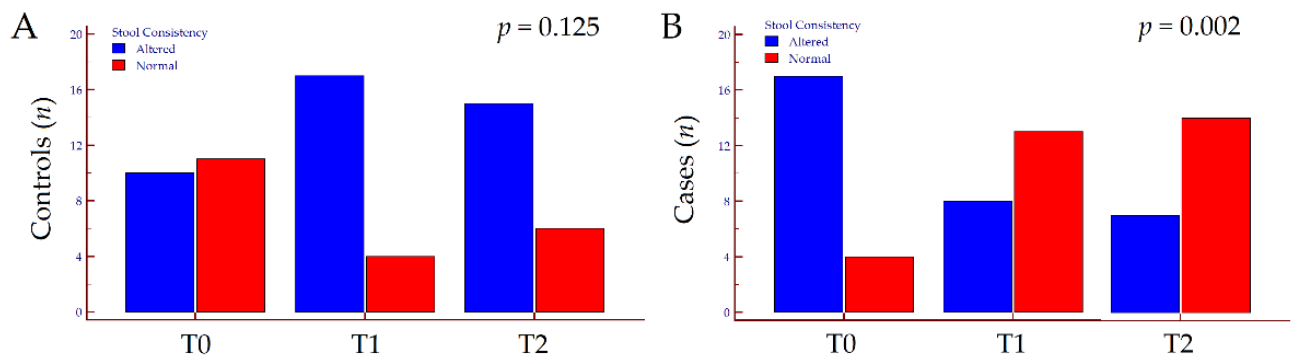 A
Stool Consistency
Altered
Normal
p = 0.125
Controls (n)
20
16
12
8
4
0
T0
T1
T2
B
Stool Consistency
Altered
Normal
p = 0.002
Cases (n)
20
16
12
8
4
0
T0
T1
T2